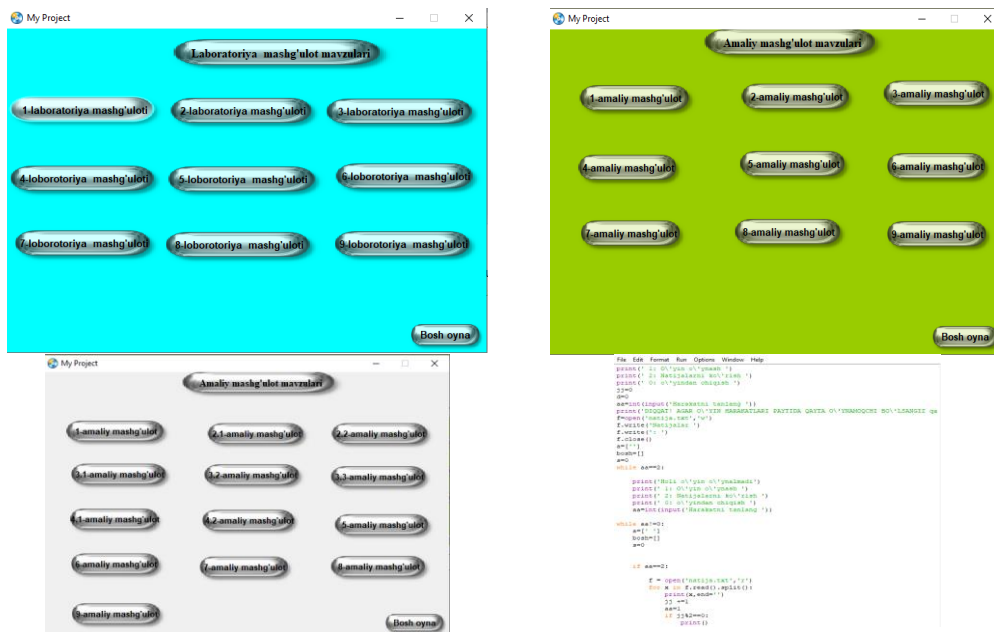 My Project
Laboratoriya mashg'ulot mavzulari
1-laboratoriya mashg'uloti
2-laboratoriya mashg'uloti
3-laboratoriya mashg'uloti
4-loborotoriya mashg'uloti
5-loborotoriya mashg'uloti
6-loborotoriya mashg'uloti
7-loborotoriya mashg'uloti
8-loborotoriya mashg'uloti
9-loborotoriya mashg'uloti
Bosh oyna
My Project
Amaliy mashg'ulot mavzulari
1-amaliy mashg'ulot
2-amaliy mashg'ulot
3-amaliy mashg'ulot
4-amaliy mashg'ulot
5-amaliy mashg'ulot
6-amaliy mashg'ulot
7-amaliy mashg'ulot
8-amaliy mashg'ulot
9-amaliy mashg'ulot
Bosh oyna
My Project
Amaliy mashg'ulot mavzulari
1-amaliy mashg'ulot
2.1-amaliy mashg'ulot
2.2-amaliy mashg'ulot
3.1-amaliy mashg'ulot
3.2-amaliy mashg'ulot
3.3-amaliy mashg'ulot
4.1-amaliy mashg'ulot
4.2-amaliy mashg'ulot
5-amaliy mashg'ulot
6-amaliy mashg'ulot
7-amaliy mashg'ulot
8-amaliy mashg'ulot
9-amaliy mashg'ulot
Bosh oyna
File Edit Format Run Options Window Help
print(' 1: O\'yin o\'ynash ')
print(' 2: Natijalarni ko\'rish ')
print(' 0: o\'yindan chiqish ')
jj=0
d=0
aa=int(input('Harakatni tanlang '))
print('DIQQAT! AGAR O\'YIN HARAKATLARI PAYTIDA QAYTA O\'YNAMOQCHI BO\'LSANGIZ qa
f=open('natija.txt','w')
f.write('Natijalar ')
f.write(': ')
f.close()
a=['']
bosh=[]
s=0
while aa==2:
print('Hali o\'yin o\'ynalmadi')
print(' 1: O\'yin o\'ynash ')
print(' 2: Natijalarni ko\'rish ')
print(' 0: o\'yindan chiqish ')
aa=int(input('Harakatni tanlang '))
while aa!=0:
a=[' ']
bosh=[]
s=0
if aa==2:
f = open('natija.txt','r')
for x in f.read().split():
print(x,end='')
jj +=1
aa=1
if jj%2==0:
print()